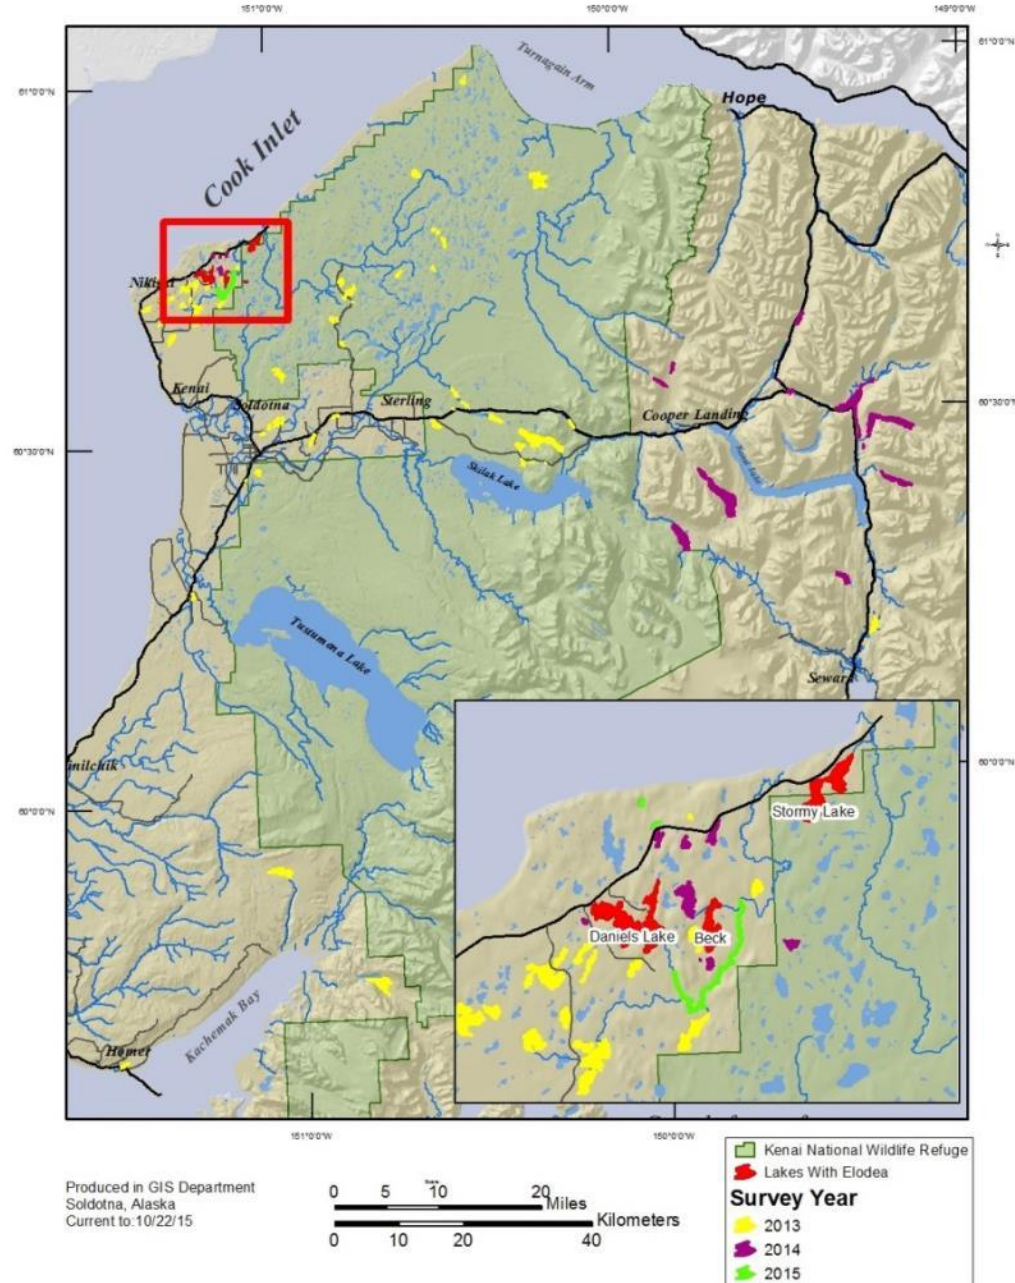 151°0'0"W
150°0'0"W
149°0'0"W
61°0'0"N
61°0'0"N
Turnagain Arm
Hope
Cook Inlet
Kenai
Soldotna
Sterling
Cooper Landing
60°30'0"N
60°30'0"N
Skilak Lake
Tustumena Lake
Seward
inilchik
60°0'0"N
60°0'0"N
Stormy Lake
Daniels Lake
Beck
Kachemak Bay
Homer
151°0'0"W
150°0'0"W
Kenai National Wildlife Refuge
Lakes With Elodea
Survey Year
2013
2014
2015
Produced in GIS Department
Soldotna, Alaska
Current to:10/22/15
0 5 10 20
Miles
Kilometers
0 10 20 40